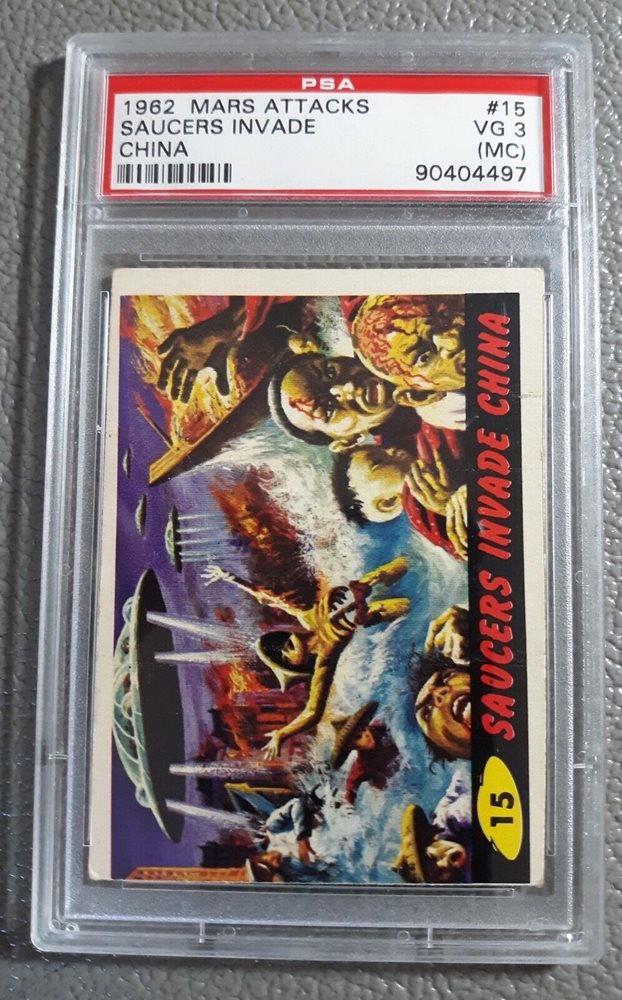 PSA
1962 MARS ATTACKS #15
SAUCERS INVADE VG 3
CHINA (MC)
90404497
15 SAUCERS INVADE CHINA